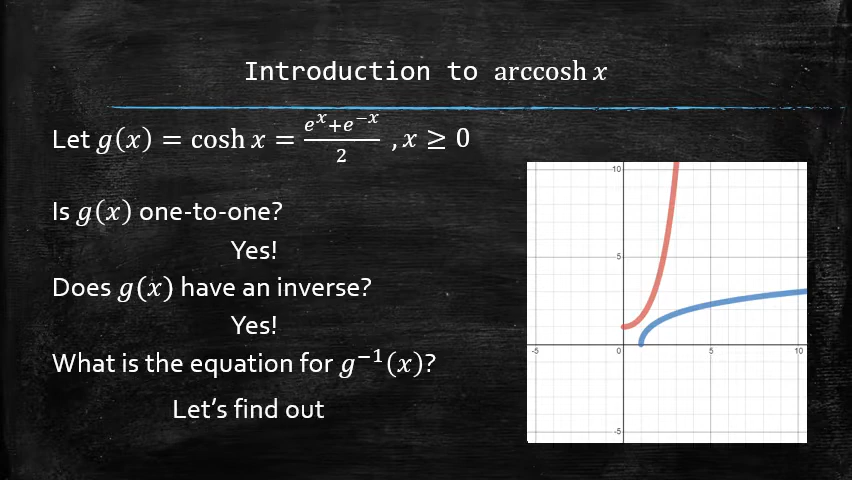 Introduction to arccosh x
Let g(x) = cosh x = (e^x+e^−x)/2 , x ≥ 0
Is g(x) one-to-one?
Yes!
Does g(x) have an inverse?
Yes!
What is the equation for g^−1(x)?
Let's find out
10
5
-5 0 5 10
-5